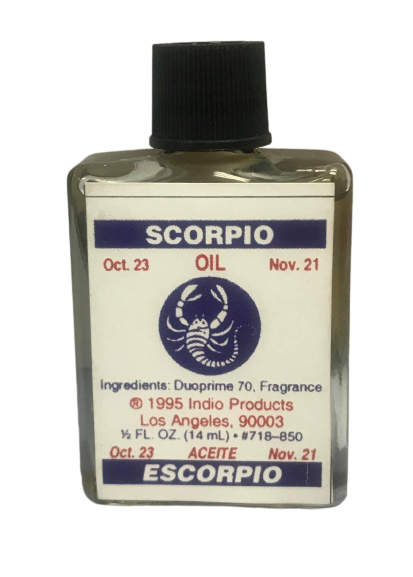 SCORPIO
Oct. 23 OIL Nov. 21
Ingredients: Duoprime 70, Fragrance
® 1995 Indio Products
Los Angeles, 90003
½ FL. OZ. (14 mL) • #718–850
Oct. 23 ACEITE Nov. 21
ESCORPIO